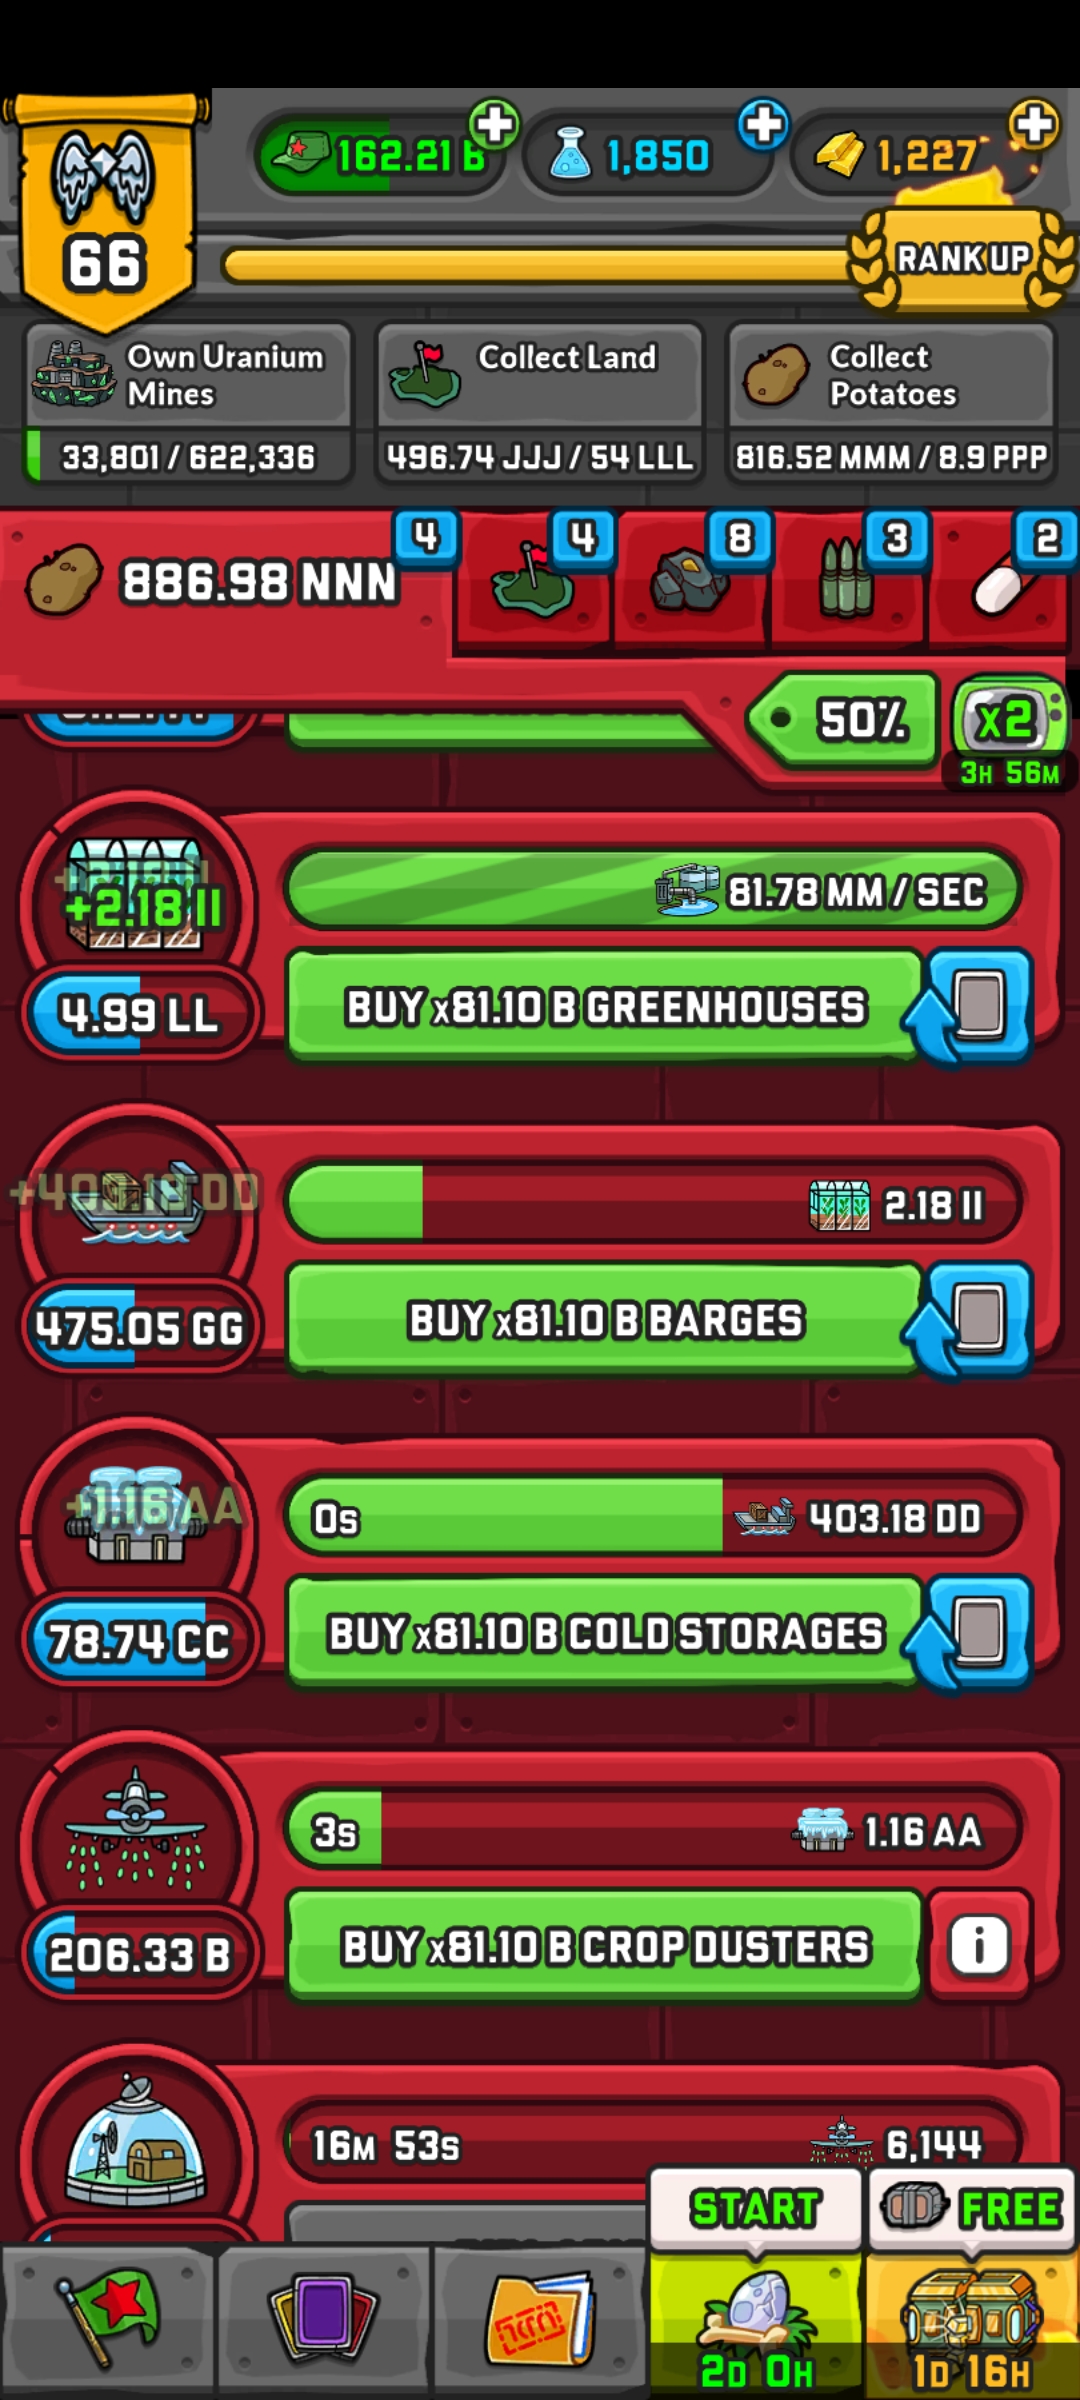 162.21 B
1,850
1,227
66
RANK UP
Own Uranium
Mines
33,801 / 622,336
Collect Land
496.74 JJJ / 54 LLL
Collect
Potatoes
816.52 MMM / 8.9 PPP
886.98 NNN
4
4
8
3
2
50%
x2
3H 56M
+2.18 II
81.78 MM / SEC
4.99 LL
BUY x81.10 B GREENHOUSES
+403.18 DD
2.18 II
475.05 GG
BUY x81.10 B BARGES
+1.16 AA
0s
403.18 DD
78.74 CC
BUY x81.10 B COLD STORAGES
3s
1.16 AA
206.33 B
BUY x81.10 B CROP DUSTERS
i
16M 53s
6,144
START
FREE
2D 0H
1D 16H